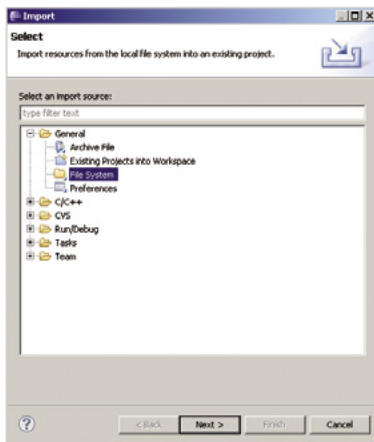 Import
Select
Import resources from the local file system into an existing project.
Select an import source:
type filter text
General
Archive File
Existing Projects into Workspace
File System
Preferences
C/C++
CVS
Run/Debug
Tasks
Team
< Back
Next >
Finish
Cancel